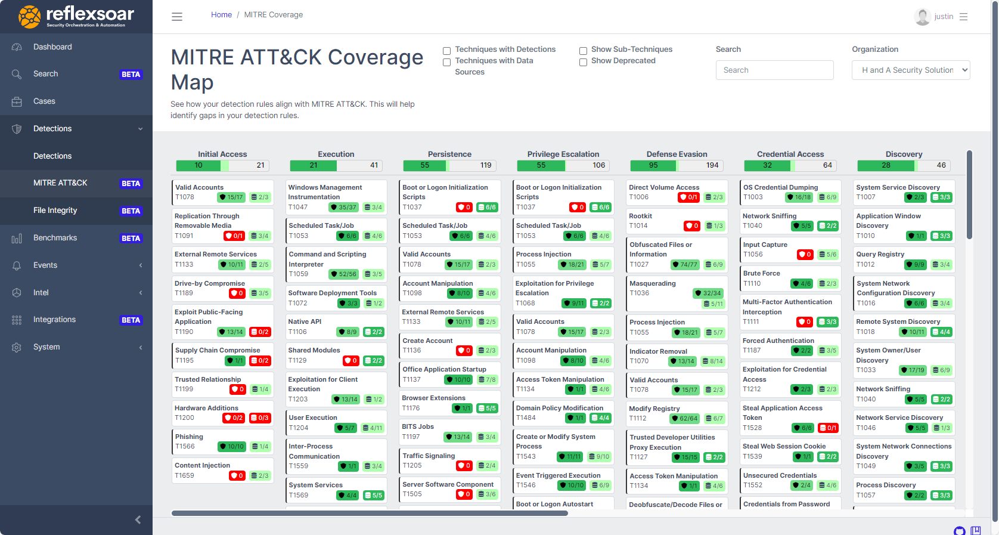 reflexsoar
Security Orchestration & Automation
Dashboard
Search BETA
Cases
Detections
Detections
MITRE ATT&CK BETA
File Integrity BETA
Benchmarks BETA
Events
Intel
Integrations BETA
System
Home / MITRE Coverage
justin
MITRE ATT&CK Coverage
Map
See how your detection rules align with MITRE ATT&CK. This will help
identify gaps in your detection rules.
Techniques with Detections
Techniques with Data
Sources
Show Sub-Techniques
Show Deprecated
Search
Search
Organization
H and A Security Solution
Initial Access
10 21
Valid Accounts
T1078 15/17 2/3
Replication Through
Removable Media
T1091 0/1 3/4
External Remote Services
T1133 10/11 2/5
Drive-by Compromise
T1189 0 3/5
Exploit Public-Facing
Application
T1190 13/14 0/2
Supply Chain Compromise
T1195 1/1 0/2
Trusted Relationship
T1199 0 1/4
Hardware Additions
T1200 0/2 0/3
Phishing
T1566 10/10 1/4
Content Injection
T1659 0 2/3
Execution
21 41
Windows Management
Instrumentation
T1047 35/37 3/4
Scheduled Task/Job
T1053 6/6 4/6
Command and Scripting
Interpreter
T1059 52/56 3/5
Software Deployment Tools
T1072 3/3 1/2
Native API
T1106 8/9 2/2
Shared Modules
T1129 0 2/2
Exploitation for Client
Execution
T1203 13/14 1/2
User Execution
T1204 5/7 4/11
Inter-Process
Communication
T1559 1/1 3/4
System Services
T1569 4/4 5/5
Persistence
55 119
Boot or Logon Initialization
Scripts
T1037 0 6/6
Scheduled Task/Job
T1053 6/6 4/6
Valid Accounts
T1078 15/17 2/3
Account Manipulation
T1098 8/10 4/6
External Remote Services
T1133 10/11 2/5
Create Account
T1136 0 2/3
Office Application Startup
T1137 10/10 7/8
Browser Extensions
T1176 1/1 5/5
BITS Jobs
T1197 13/14 3/4
Traffic Signaling
T1205 0 2/4
Server Software Component
T1505 0 3/6
Privilege Escalation
55 106
Boot or Logon Initialization
Scripts
T1037 0 6/6
Scheduled Task/Job
T1053 6/6 4/6
Process Injection
T1055 18/21 5/7
Exploitation for Privilege
Escalation
T1068 9/11 2/2
Valid Accounts
T1078 15/17 2/3
Account Manipulation
T1098 8/10 4/6
Access Token Manipulation
T1134 1/1 4/6
Domain Policy Modification
T1484 1/1 4/4
Create or Modify System
Process
T1543 11/11 9/10
Event Triggered Execution
T1546 10/10 6/9
Boot or Logon Autostart
Defense Evasion
95 194
Direct Volume Access
T1006 0/1 2/3
Rootkit
T1014 0 1/3
Obfuscated Files or
Information
T1027 74/77 6/9
Masquerading
T1036 32/34
5/11
Process Injection
T1055 18/21 5/7
Indicator Removal
T1070 13/14 8/14
Valid Accounts
T1078 15/17 2/3
Modify Registry
T1112 62/64 6/7
Trusted Developer Utilities
Proxy Execution
T1127 15/15 2/2
Access Token Manipulation
T1134 1/1 4/6
Deobfuscate/Decode Files or
Credential Access
32 64
OS Credential Dumping
T1003 16/18 6/9
Network Sniffing
T1040 5/5 2/2
Input Capture
T1056 0 5/6
Brute Force
T1110 4/6 2/3
Multi-Factor Authentication
Interception
T1111 0 3/3
Forced Authentication
T1187 2/2 3/5
Exploitation for Credential
Access
T1212 2/3 2/3
Steal Application Access
Token
T1528 6/6 0/1
Steal Web Session Cookie
T1539 1/1 2/2
Unsecured Credentials
T1552 2/4 4/6
Credentials from Password
Discovery
28 46
System Service Discovery
T1007 2/3 3/3
Application Window
Discovery
T1010 1/1 3/3
Query Registry
T1012 9/9 3/4
System Network
Configuration Discovery
T1016 6/6 3/4
Remote System Discovery
T1018 10/11 4/4
System Owner/User
Discovery
T1033 17/19 6/9
Network Sniffing
T1040 5/5 2/2
Network Service Discovery
T1046 5/5 1/3
System Network Connections
Discovery
T1049 3/5 3/3
Process Discovery
T1057 2/2 3/3